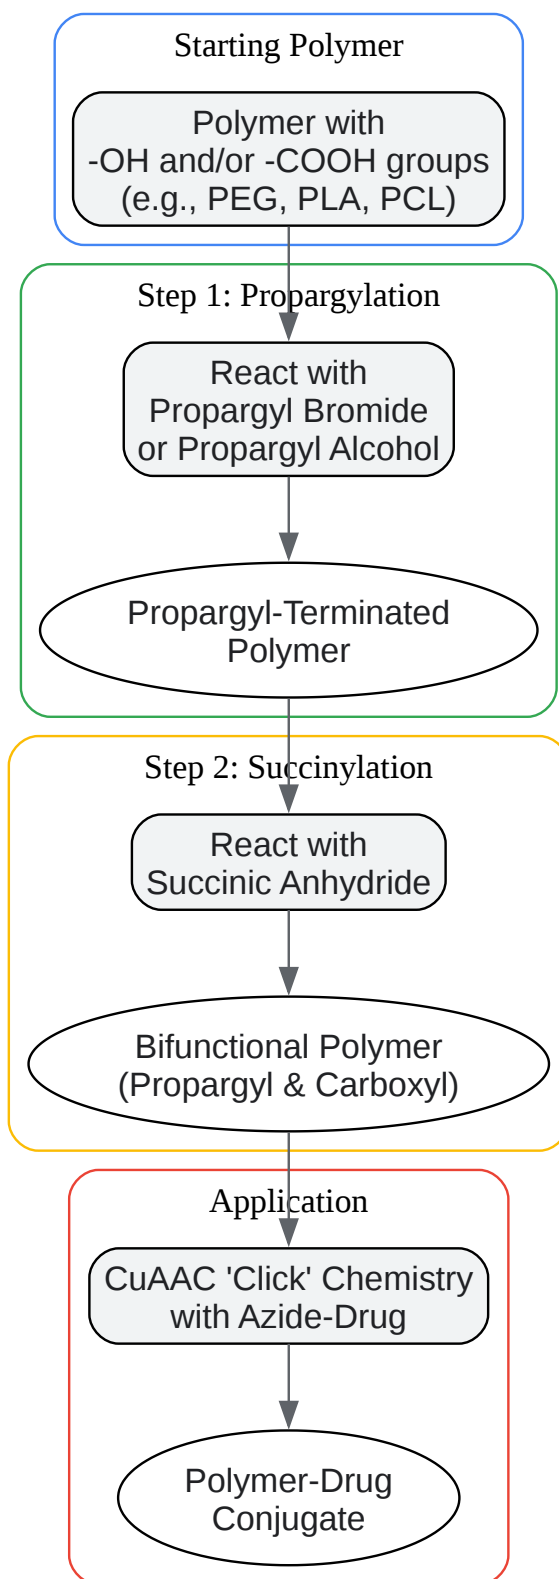 Starting Polymer
Polymer with
-OH and/or -COOH groups
(e.g., PEG, PLA, PCL)
Step 1: Propargylation
React with
Propargyl Bromide
or Propargyl Alcohol
Propargyl-Terminated
Polymer
Step 2: Succinylation
React with
Succinic Anhydride
Bifunctional Polymer
(Propargyl & Carboxyl)
Application
CuAAC 'Click' Chemistry
with Azide-Drug
Polymer-Drug
Conjugate